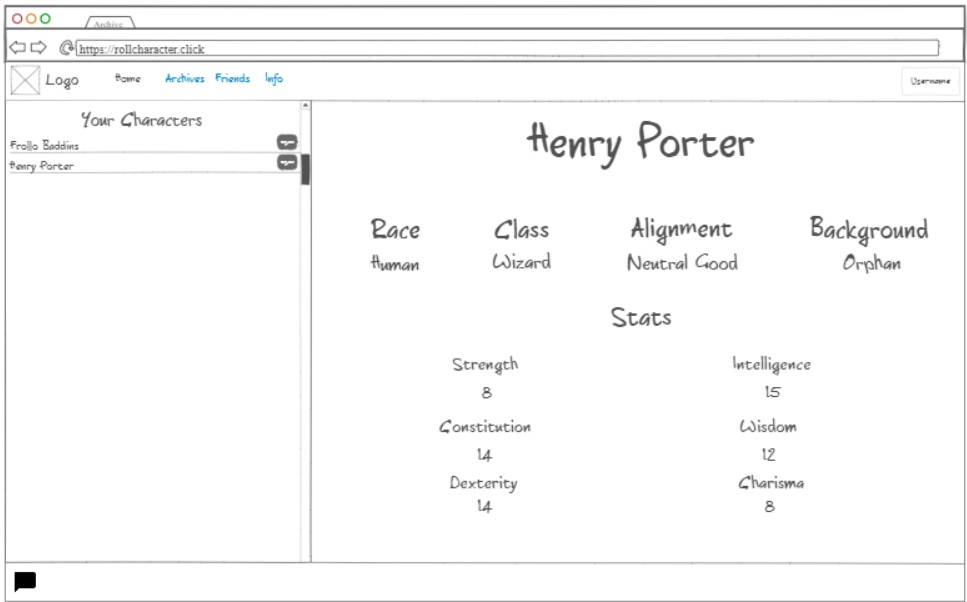 Archive
https://rollcharacter.click
Logo Home Archives Friends Info Username
Your Characters
Frollo Baddins
Henry Porter
Henry Porter
Race Class Alignment Background
Human Wizard Neutral Good Orphan
Stats
Strength Intelligence
8 15
Constitution Wisdom
14 12
Dexterity Charisma
14 8